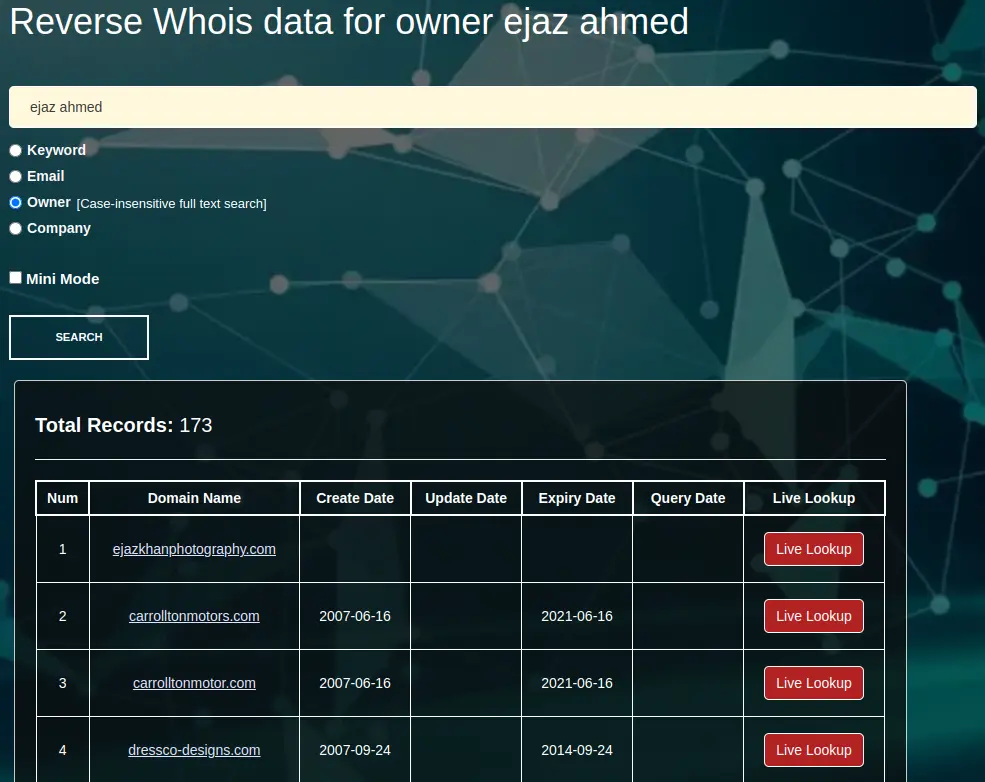 Reverse Whois data for owner ejaz ahmed
ejaz ahmed
Keyword
Email
Owner [Case-insensitive full text search]
Company
Mini Mode
SEARCH
Total Records: 173
Num Domain Name Create Date Update Date Expiry Date Query Date Live Lookup
1 ejazkhanphotography.com Live Lookup
2 carrolltonmotors.com 2007-06-16 2021-06-16 Live Lookup
3 carrolltonmotor.com 2007-06-16 2021-06-16 Live Lookup
4 dressco-designs.com 2007-09-24 2014-09-24 Live Lookup